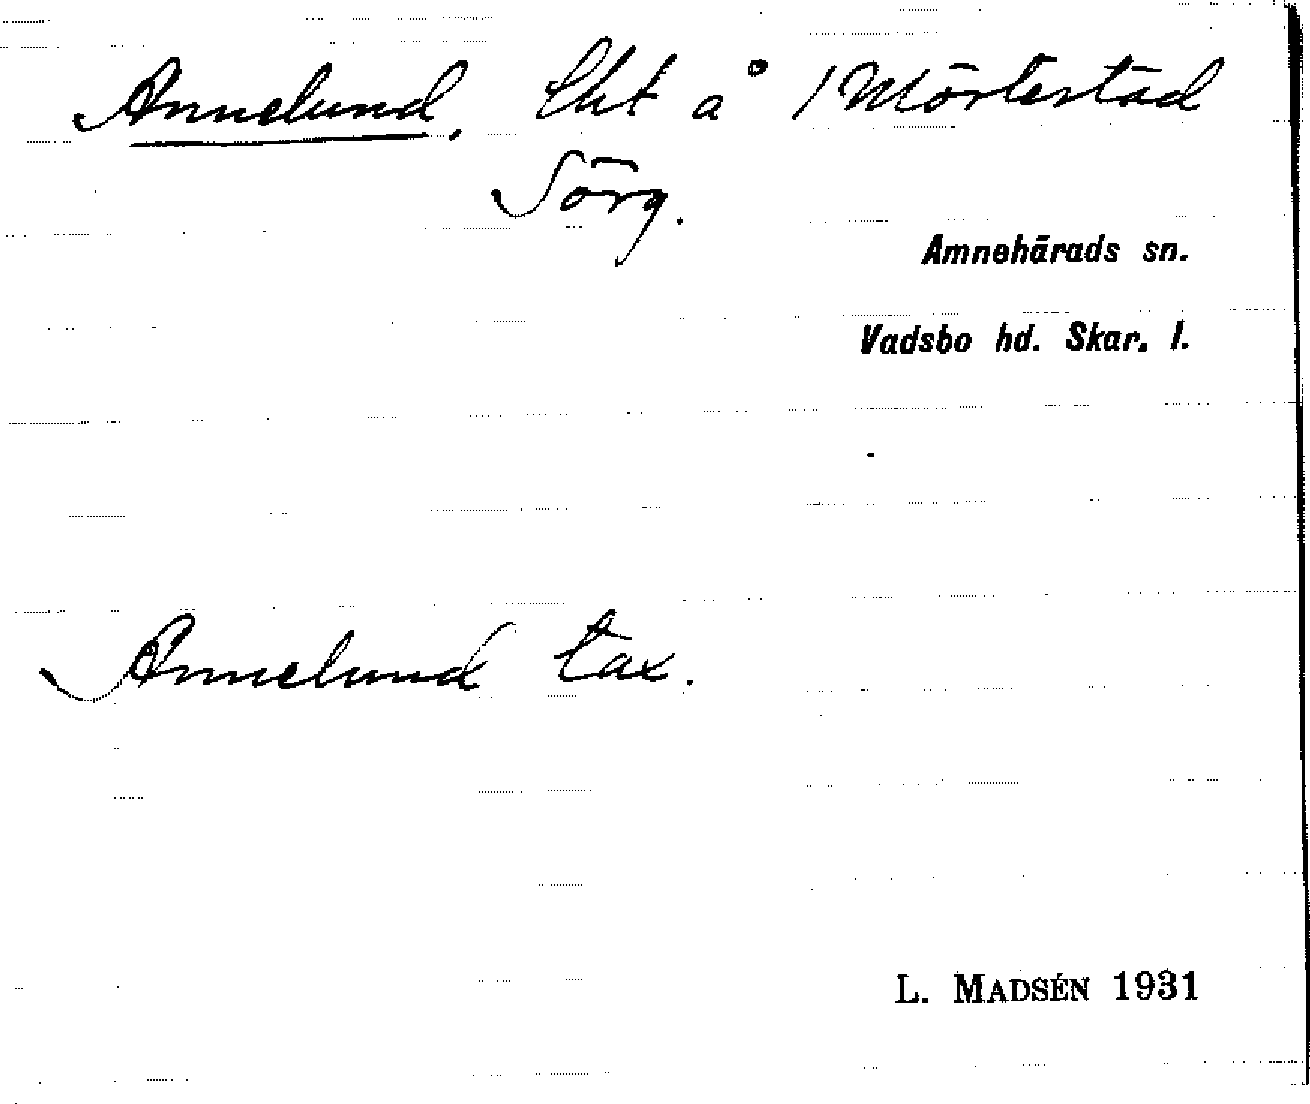 Annelund, lht å 1 Mörtestad
Sörg.
Amnehärads sn.
Vadsbo hd. Skar. l.
Annelund tax.
L. MADSÉN 1931